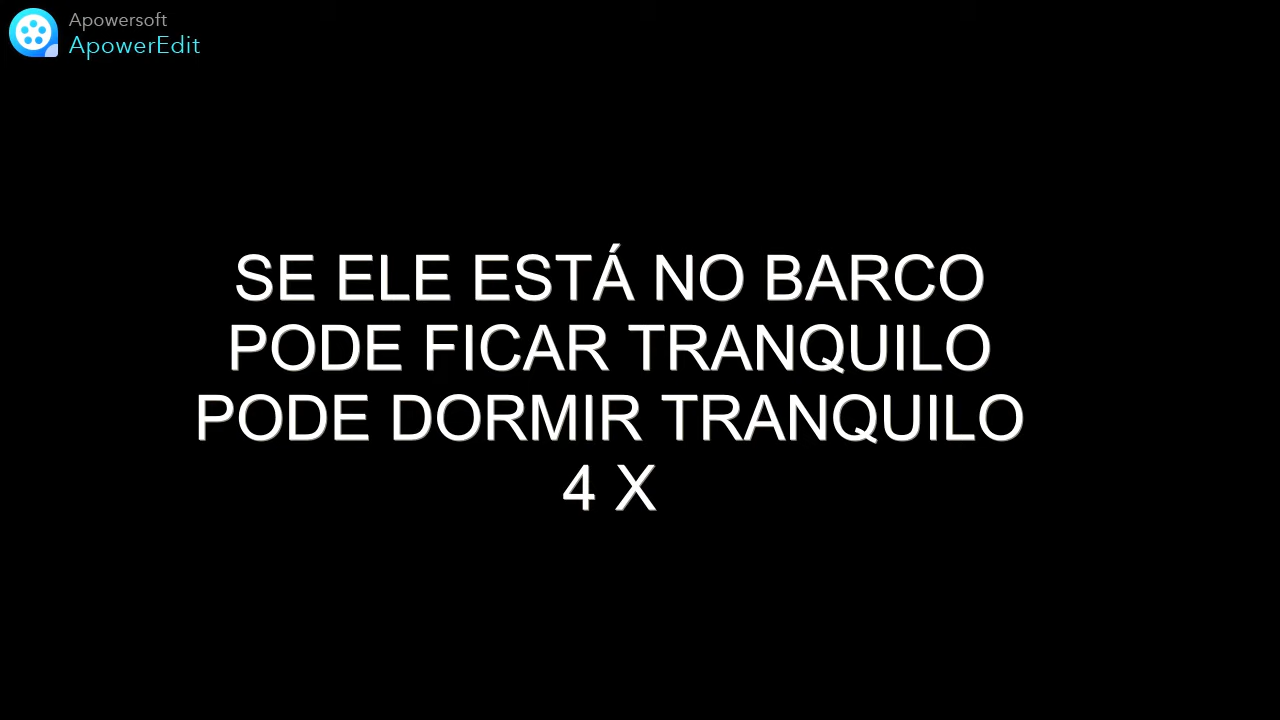 Apowersoft
ApowerEdit
SE ELE ESTÁ NO BARCO
PODE FICAR TRANQUILO
PODE DORMIR TRANQUILO
4 X